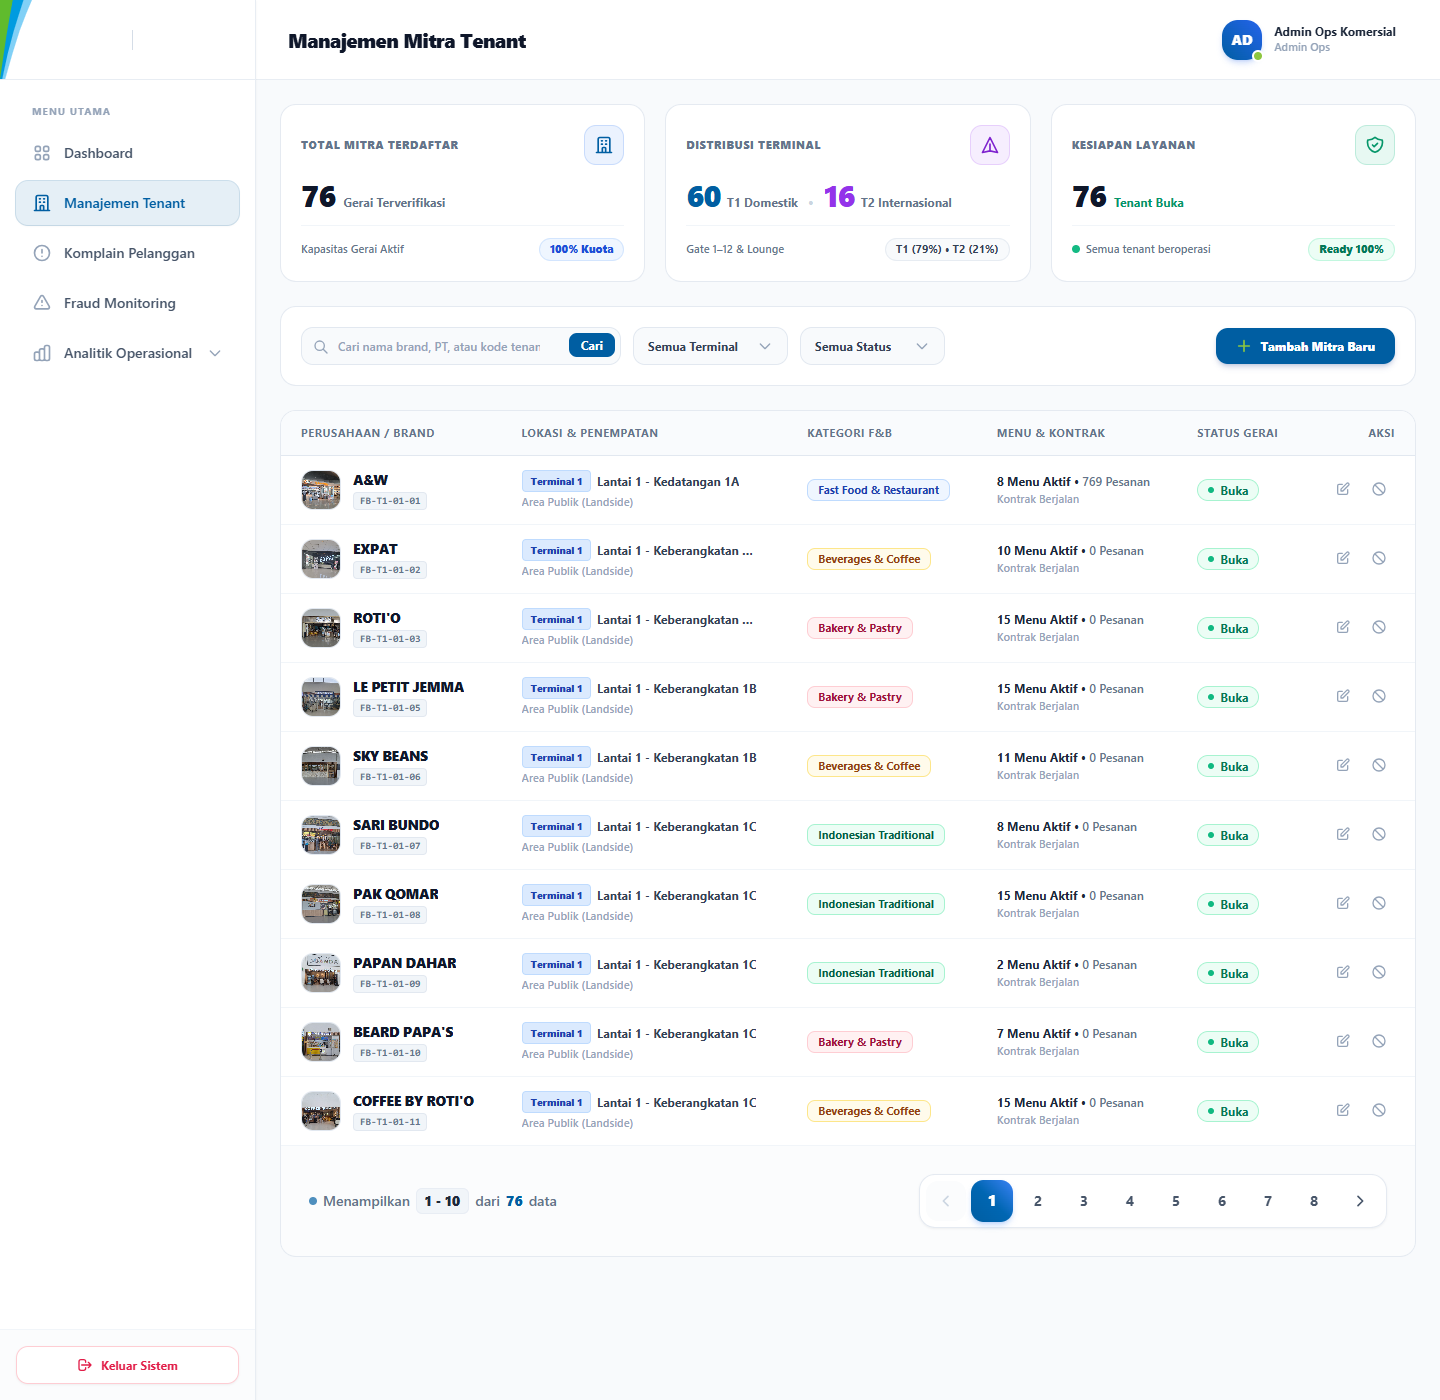 Manajemen Mitra Tenant
AD
Admin Ops Komersial
Admin Ops
MENU UTAMA
Dashboard
Manajemen Tenant
Komplain Pelanggan
Fraud Monitoring
Analitik Operasional
Keluar Sistem
TOTAL MITRA TERDAFTAR
76 Gerai Terverifikasi
Kapasitas Gerai Aktif 100% Kuota
DISTRIBUSI TERMINAL
60 T1 Domestik • 16 T2 Internasional
Gate 1–12 & Lounge T1 (79%) • T2 (21%)
KESIAPAN LAYANAN
76 Tenant Buka
Semua tenant beroperasi Ready 100%
Cari nama brand, PT, atau kode tenan Cari Semua Terminal Semua Status Tambah Mitra Baru
PERUSAHAAN / BRAND LOKASI & PENEMPATAN KATEGORI F&B MENU & KONTRAK STATUS GERAI AKSI
A&W Terminal 1 Lantai 1 - Kedatangan 1A Fast Food & Restaurant 8 Menu Aktif • 769 Pesanan Buka
FB-T1-01-01 Area Publik (Landside) Kontrak Berjalan
EXPAT Terminal 1 Lantai 1 - Keberangkatan ... Beverages & Coffee 10 Menu Aktif • 0 Pesanan Buka
FB-T1-01-02 Area Publik (Landside) Kontrak Berjalan
ROTI'O Terminal 1 Lantai 1 - Keberangkatan ... Bakery & Pastry 15 Menu Aktif • 0 Pesanan Buka
FB-T1-01-03 Area Publik (Landside) Kontrak Berjalan
LE PETIT JEMMA Terminal 1 Lantai 1 - Keberangkatan 1B Bakery & Pastry 15 Menu Aktif • 0 Pesanan Buka
FB-T1-01-05 Area Publik (Landside) Kontrak Berjalan
SKY BEANS Terminal 1 Lantai 1 - Keberangkatan 1B Beverages & Coffee 11 Menu Aktif • 0 Pesanan Buka
FB-T1-01-06 Area Publik (Landside) Kontrak Berjalan
SARI BUNDO Terminal 1 Lantai 1 - Keberangkatan 1C Indonesian Traditional 8 Menu Aktif • 0 Pesanan Buka
FB-T1-01-07 Area Publik (Landside) Kontrak Berjalan
PAK QOMAR Terminal 1 Lantai 1 - Keberangkatan 1C Indonesian Traditional 15 Menu Aktif • 0 Pesanan Buka
FB-T1-01-08 Area Publik (Landside) Kontrak Berjalan
PAPAN DAHAR Terminal 1 Lantai 1 - Keberangkatan 1C Indonesian Traditional 2 Menu Aktif • 0 Pesanan Buka
FB-T1-01-09 Area Publik (Landside) Kontrak Berjalan
BEARD PAPA'S Terminal 1 Lantai 1 - Keberangkatan 1C Bakery & Pastry 7 Menu Aktif • 0 Pesanan Buka
FB-T1-01-10 Area Publik (Landside) Kontrak Berjalan
COFFEE BY ROTI'O Terminal 1 Lantai 1 - Keberangkatan 1C Beverages & Coffee 15 Menu Aktif • 0 Pesanan Buka
FB-T1-01-11 Area Publik (Landside) Kontrak Berjalan
Menampilkan 1 - 10 dari 76 data 1 2 3 4 5 6 7 8